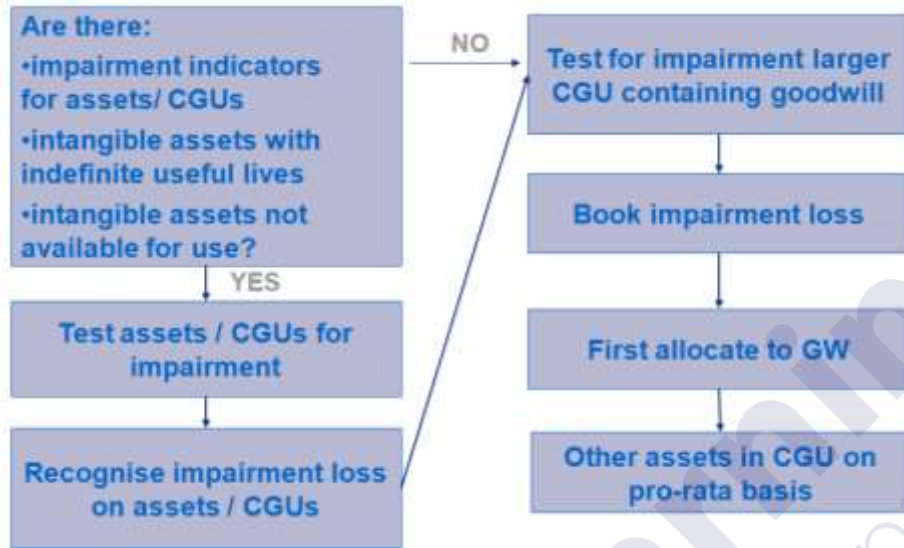 Are there:
•impairment indicators
for assets/ CGUs
•intangible assets with
indefinite useful lives
•intangible assets not
available for use?
NO
YES
Test assets / CGUs for
impairment
Recognise impairment loss
on assets / CGUs
Test for impairment larger
CGU containing goodwill
Book impairment loss
First allocate to GW
Other assets in CGU on
pro-rata basis